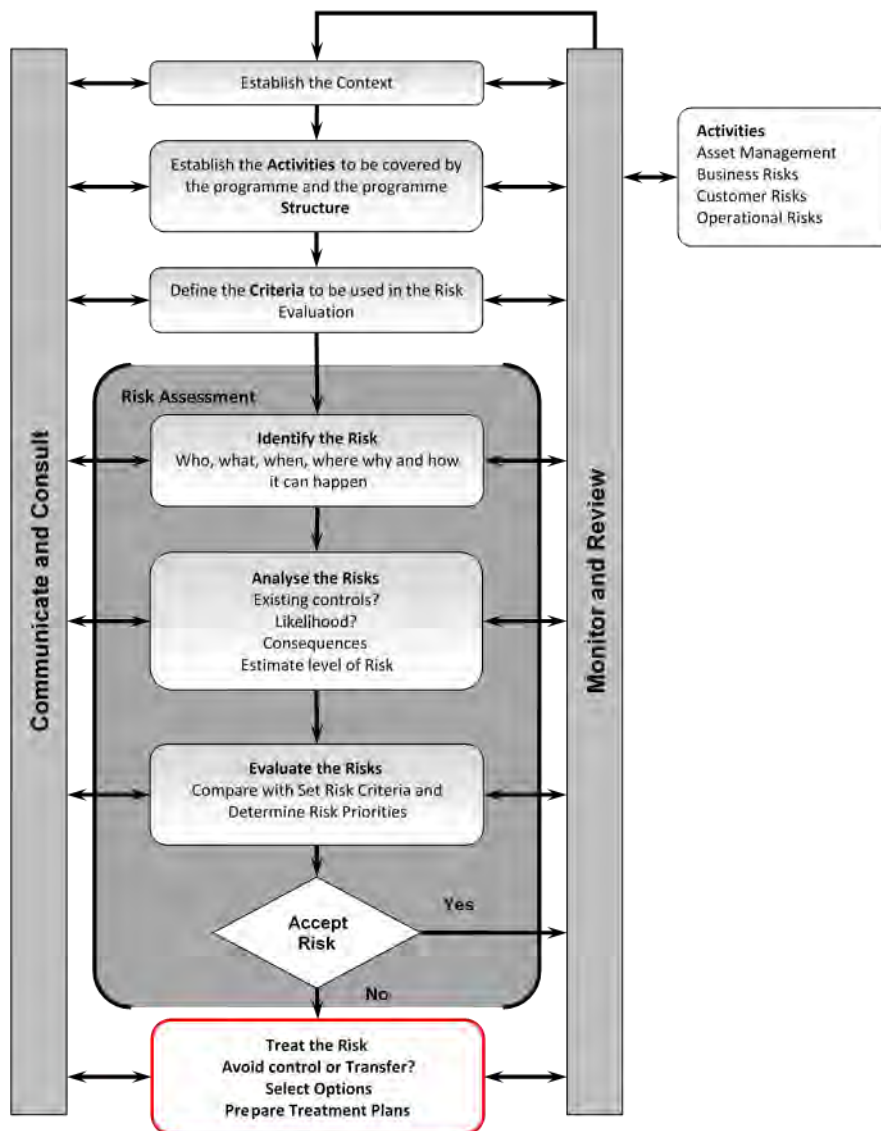 Establish the Context
Activities
Asset Management
Business Risks
Customer Risks
Operational Risks
Establish the Activities to be covered by
the programme and the programme
Structure
Define the Criteria to be used in the Risk
Evaluation
Risk Assessment
Identify the Risk
Who, what, when, where why and how
it can happen
Communicate and Consult
Monitor and Review
Analyse the Risks
Existing controls?
Likelihood?
Consequences
Estimate level of Risk
Evaluate the Risks
Compare with Set Risk Criteria and
Determine Risk Priorities
Accept
Risk
Yes
No
Treat the Risk
Avoid control or Transfer?
Select Options
Prepare Treatment Plans